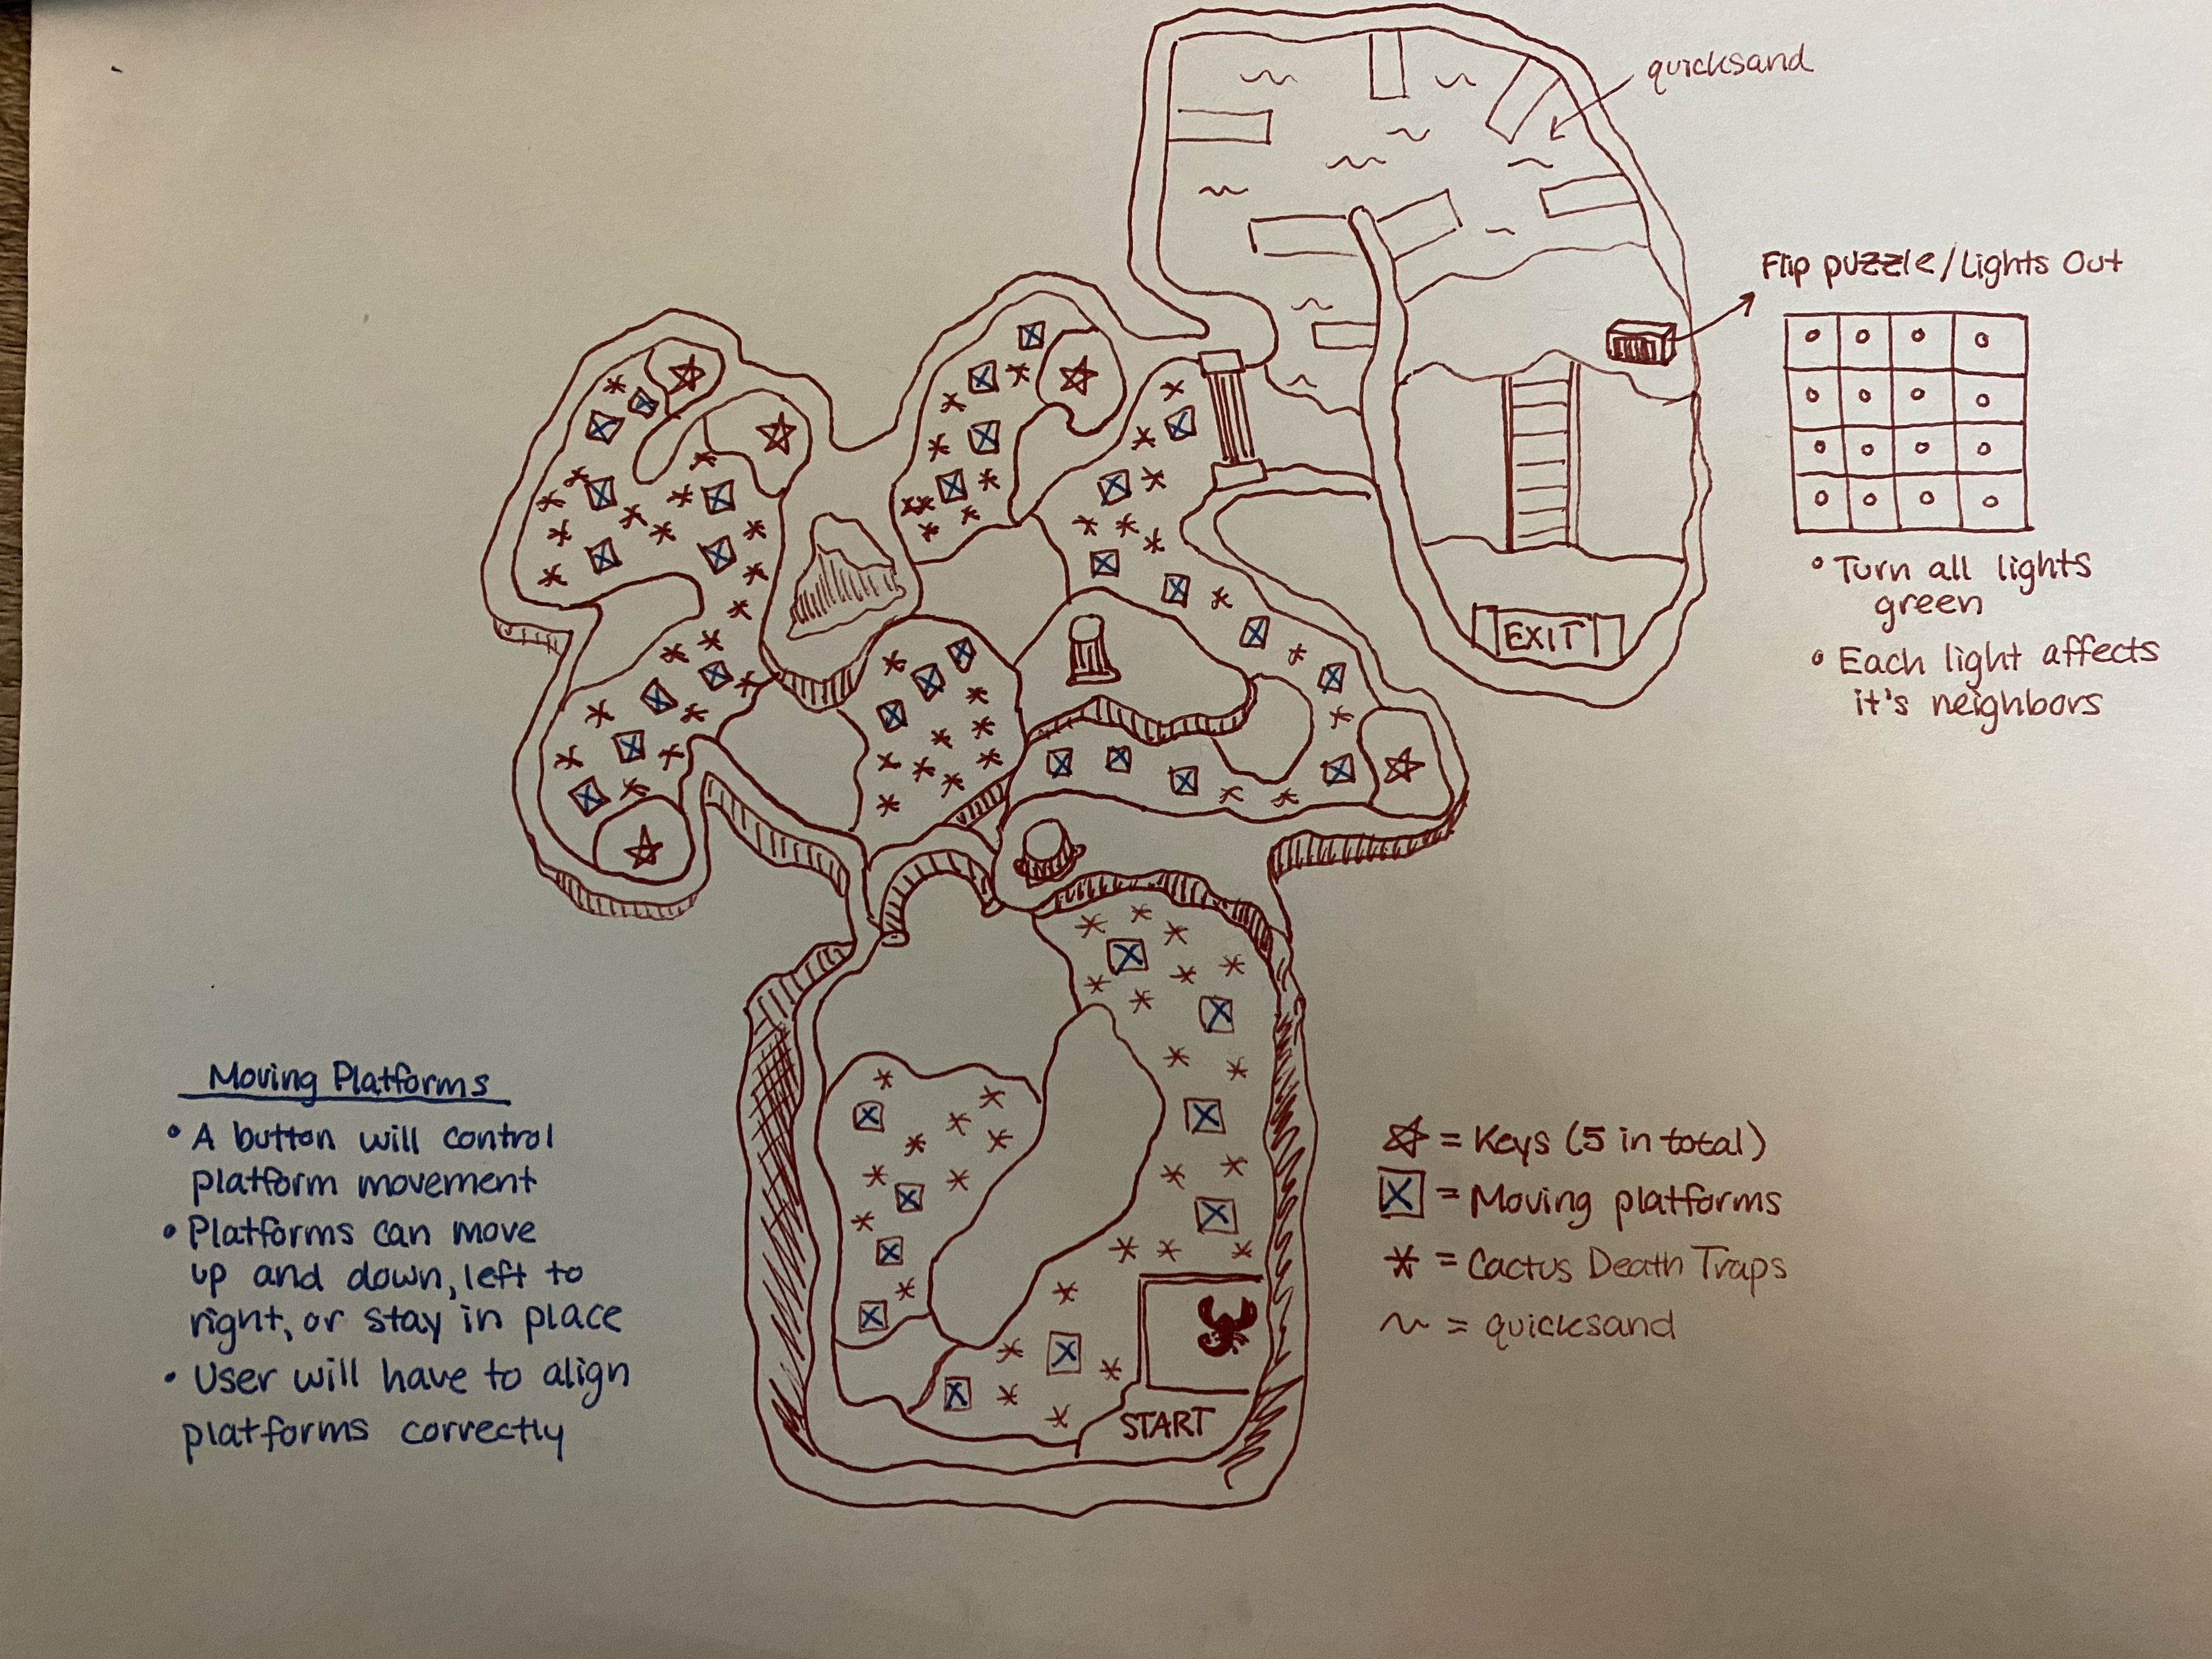 quicksand
Flip puzzle/Lights Out
• Turn all lights
green
• Each light affects
it's neighbors
EXIT
Moving Platforms
• A button will control
platform movement
• Platforms can move
up and down, left to
right, or stay in place
• User will have to align
platforms correctly
= Keys (5 in total)
= Moving platforms
= Cactus Death Traps
= quicksand
START